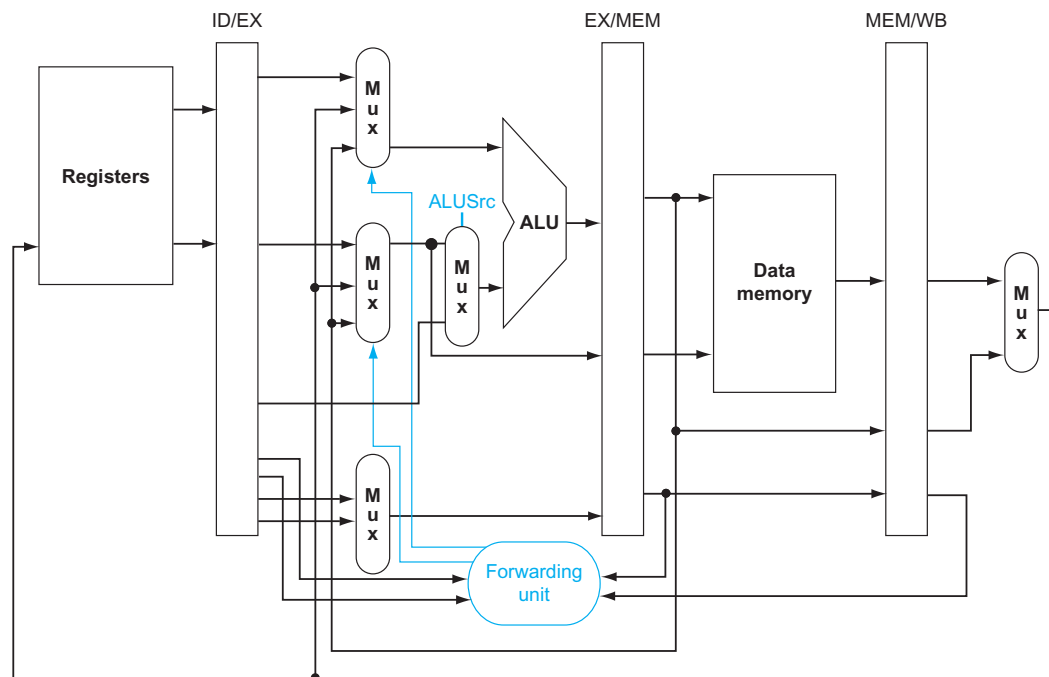 ID/EX
EX/MEM
MEM/WB
M
u
x
Registers
ALUSrc
ALU
M
u
x
M
u
x
Data
memory
M
u
x
M
u
x
Forwarding
unit